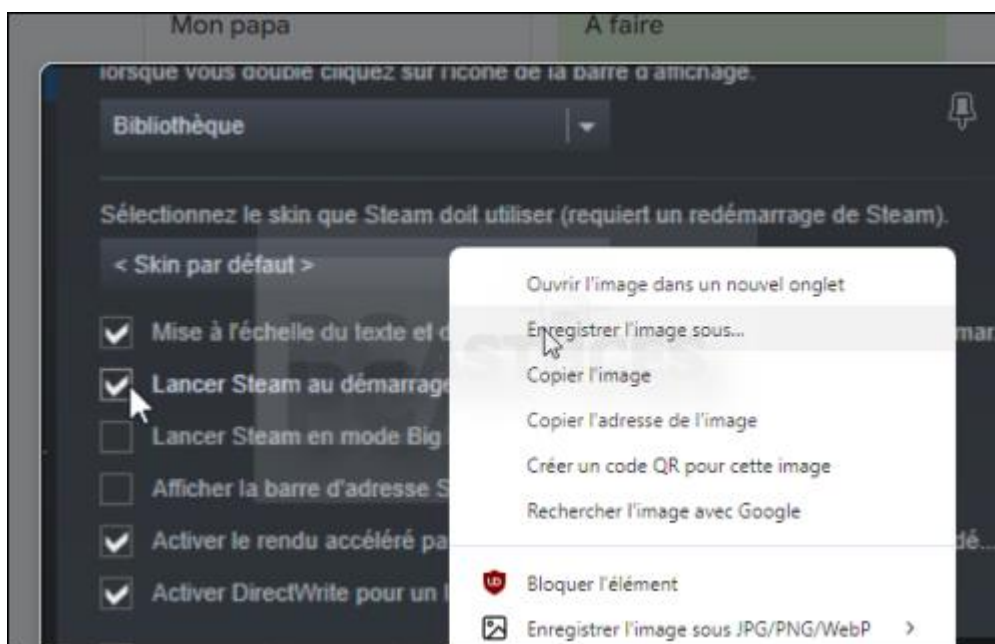 Mon papa
À faire
lorsque vous double cliquez sur l'icône de la barre d'affichage.
Bibliothèque
Sélectionnez le skin que Steam doit utiliser (requiert un redémarrage de Steam).
< Skin par défaut >
Ouvrir l'image dans un nouvel onglet
Mise à l'échelle du texte et d
Enregistrer l'image sous...
mar.
Lancer Steam au démarrage
Copier l'image
Lancer Steam en mode Big
Copier l'adresse de l'image
Créer un code QR pour cette image
Afficher la barre d'adresse S
Rechercher l'image avec Google
Activer le rendu accéléré pa
dé...
Bloquer l'élément
Activer DirectWrite pour un l
Enregistrer l'image sous JPG/PNG/WebP